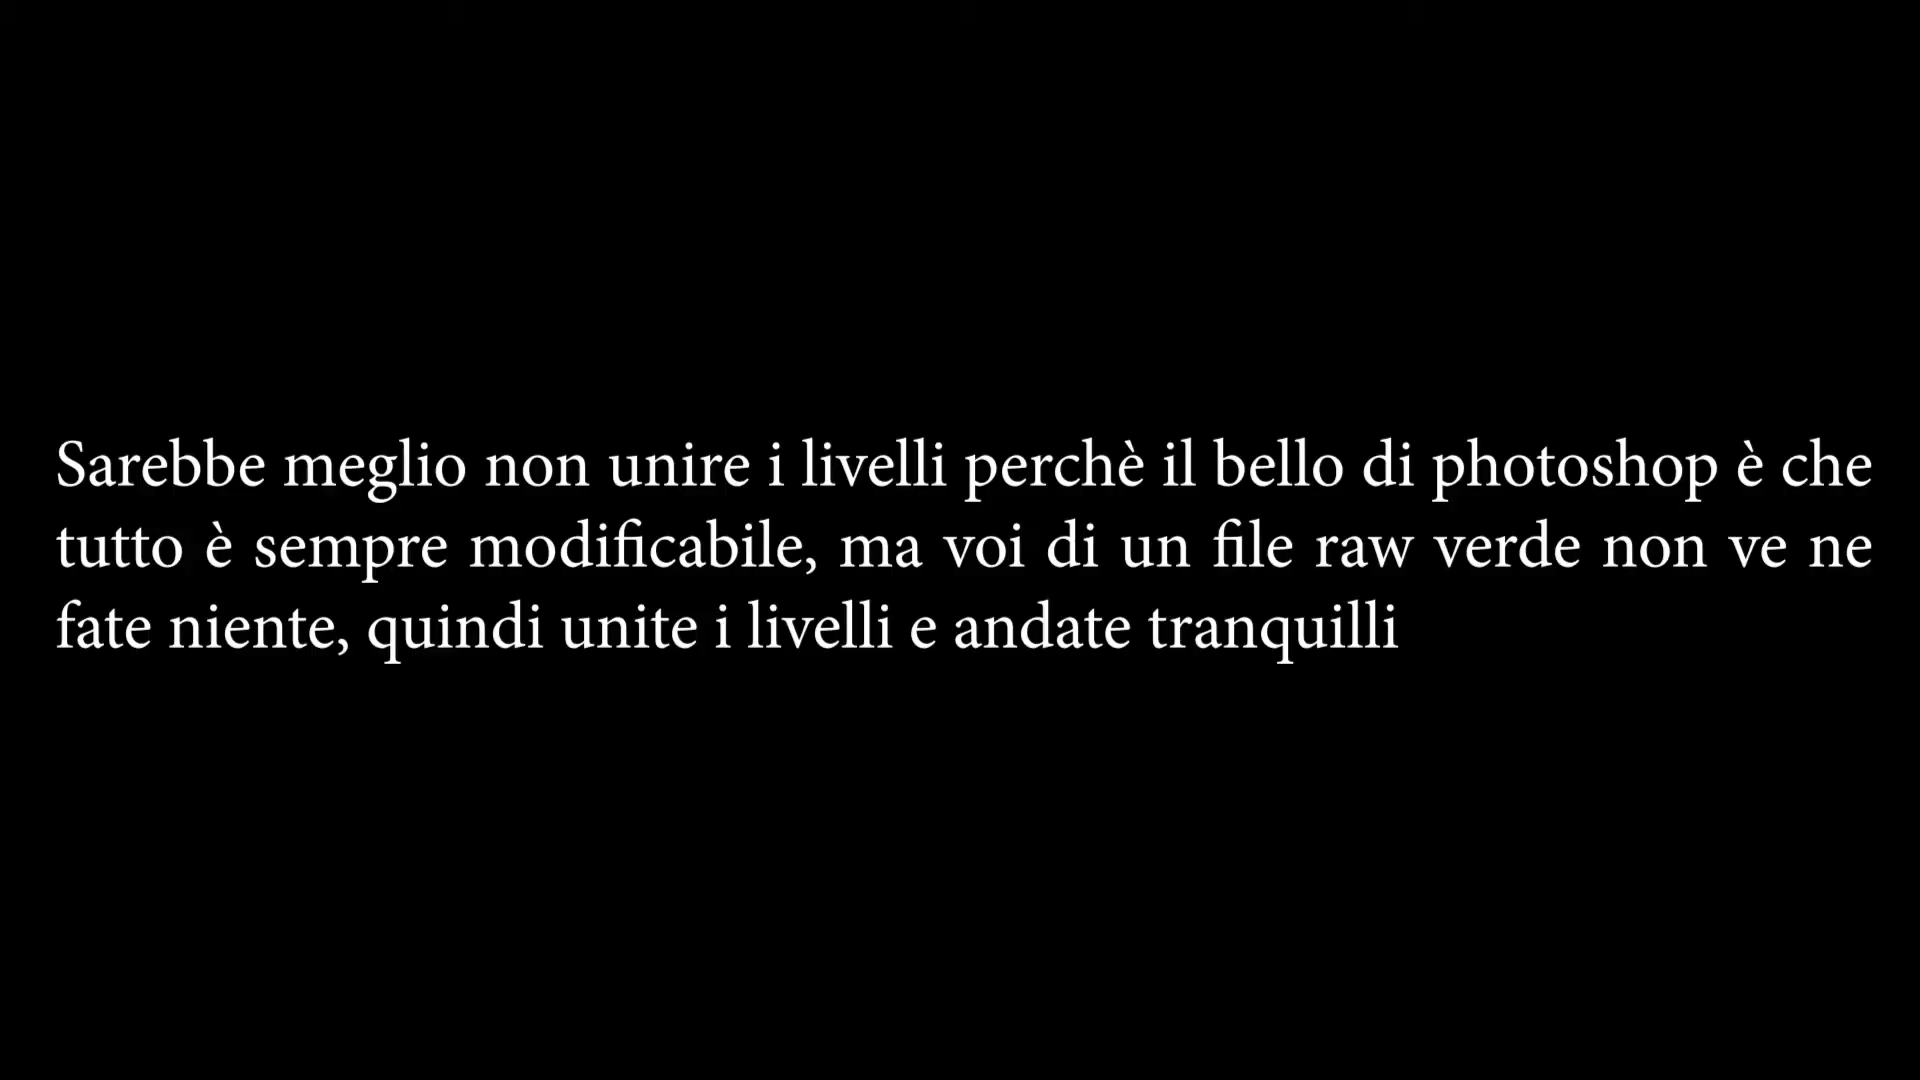 Sarebbe meglio non unire i livelli perchè il bello di photoshop è che
tutto è sempre modificabile, ma voi di un file raw verde non ve ne
fate niente, quindi unite i livelli e andate tranquilli